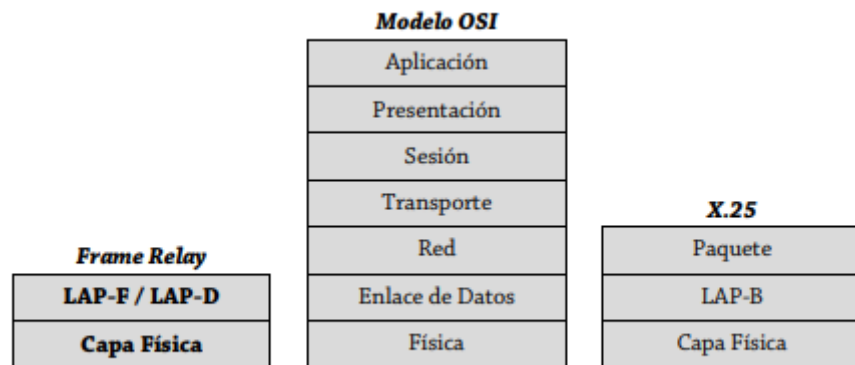 Modelo OSI
Aplicación
Presentación
Sesión
Transporte
Red
Enlace de Datos
Física
Frame Relay
LAP-F / LAP-D
Capa Física
X.25
Paquete
LAP-B
Capa Física